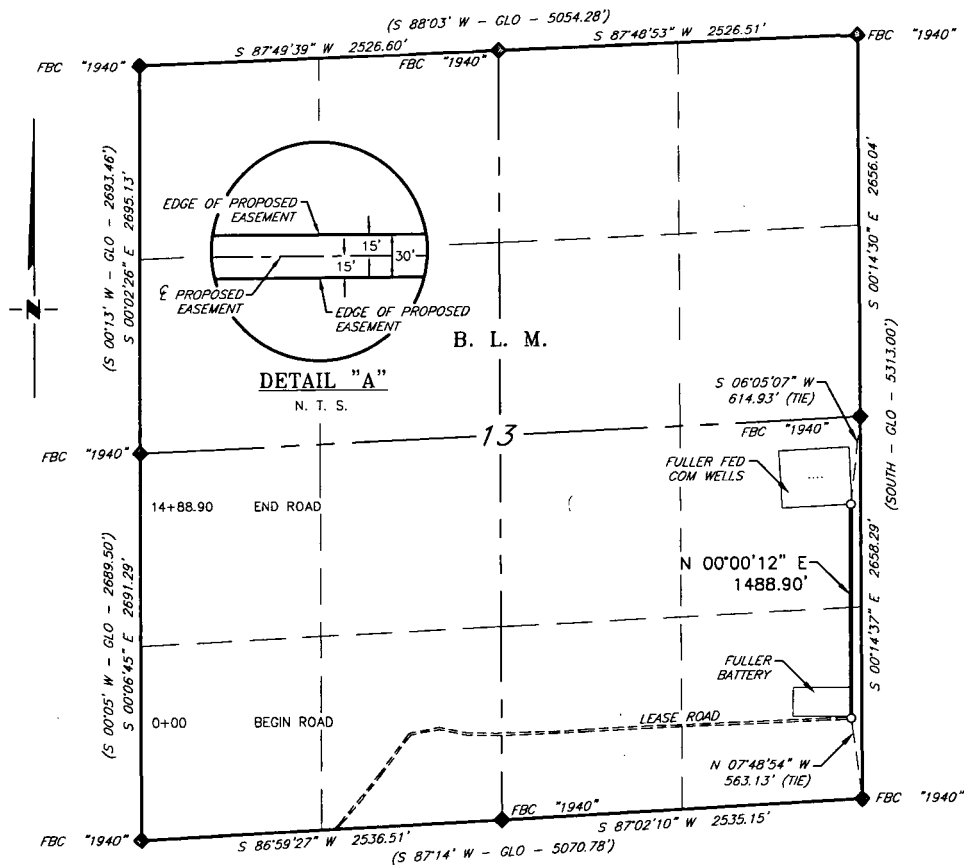 (S 88°03' W - GLO - 5054.28')
S 87°49'39" W 2526.60'
S 87°48'53" W 2526.51'
FBC "1940"
FBC "1940"
FBC "1940"
(S 00°13' W - GLO - 2693.46')
S 00°02'26" E 2695.13'
S 00°14'30" E 2656.04'
EDGE OF PROPOSED
EASEMENT
15'
30'
15'
℄ PROPOSED
EASEMENT
EDGE OF PROPOSED
EASEMENT
N
B. L. M.
DETAIL "A"
N. T. S.
S 06°05'07" W
614.93' (TIE)
(SOUTH - GLO - 5313.00')
13
FBC "1940"
FBC "1940"
FULLER FED
COM WELLS
14+88.90 END ROAD
N 00°00'12" E
1488.90'
(S 00°05' W - GLO - 2689.50')
S 00°06'45" E 2691.29'
S 00°14'37" E 2658.29'
FULLER
BATTERY
0+00 BEGIN ROAD
LEASE ROAD
N 07°48'54" W
563.13' (TIE)
FBC "1940"
FBC "1940"
FBC "1940"
S 86°59'27" W 2536.51'
S 87°02'10" W 2535.15'
(S 87°14' W - GLO - 5070.78')